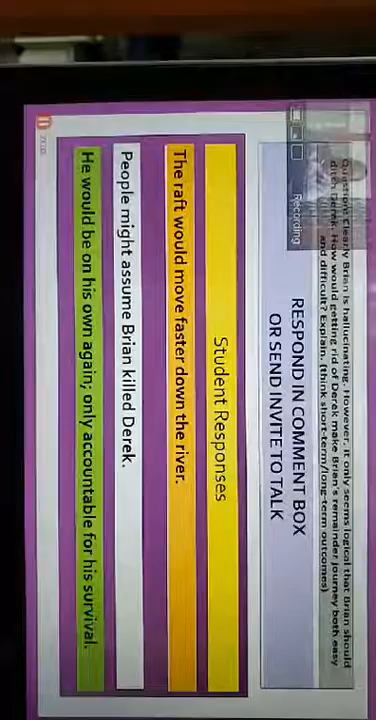 Question: Clearly Brian is hallucinating. However, it only seems logical that Brian should
ditch Derek. How would getting rid of Derek make Brian's remainder journey both easy
and difficult? Explain. (think short-term/long-term outcomes)
Recording
RESPOND IN COMMENT BOX
OR SEND INVITE TO TALK
Student Responses
The raft would move faster down the river.
People might assume Brian killed Derek.
He would be on his own again; only accountable for his survival.